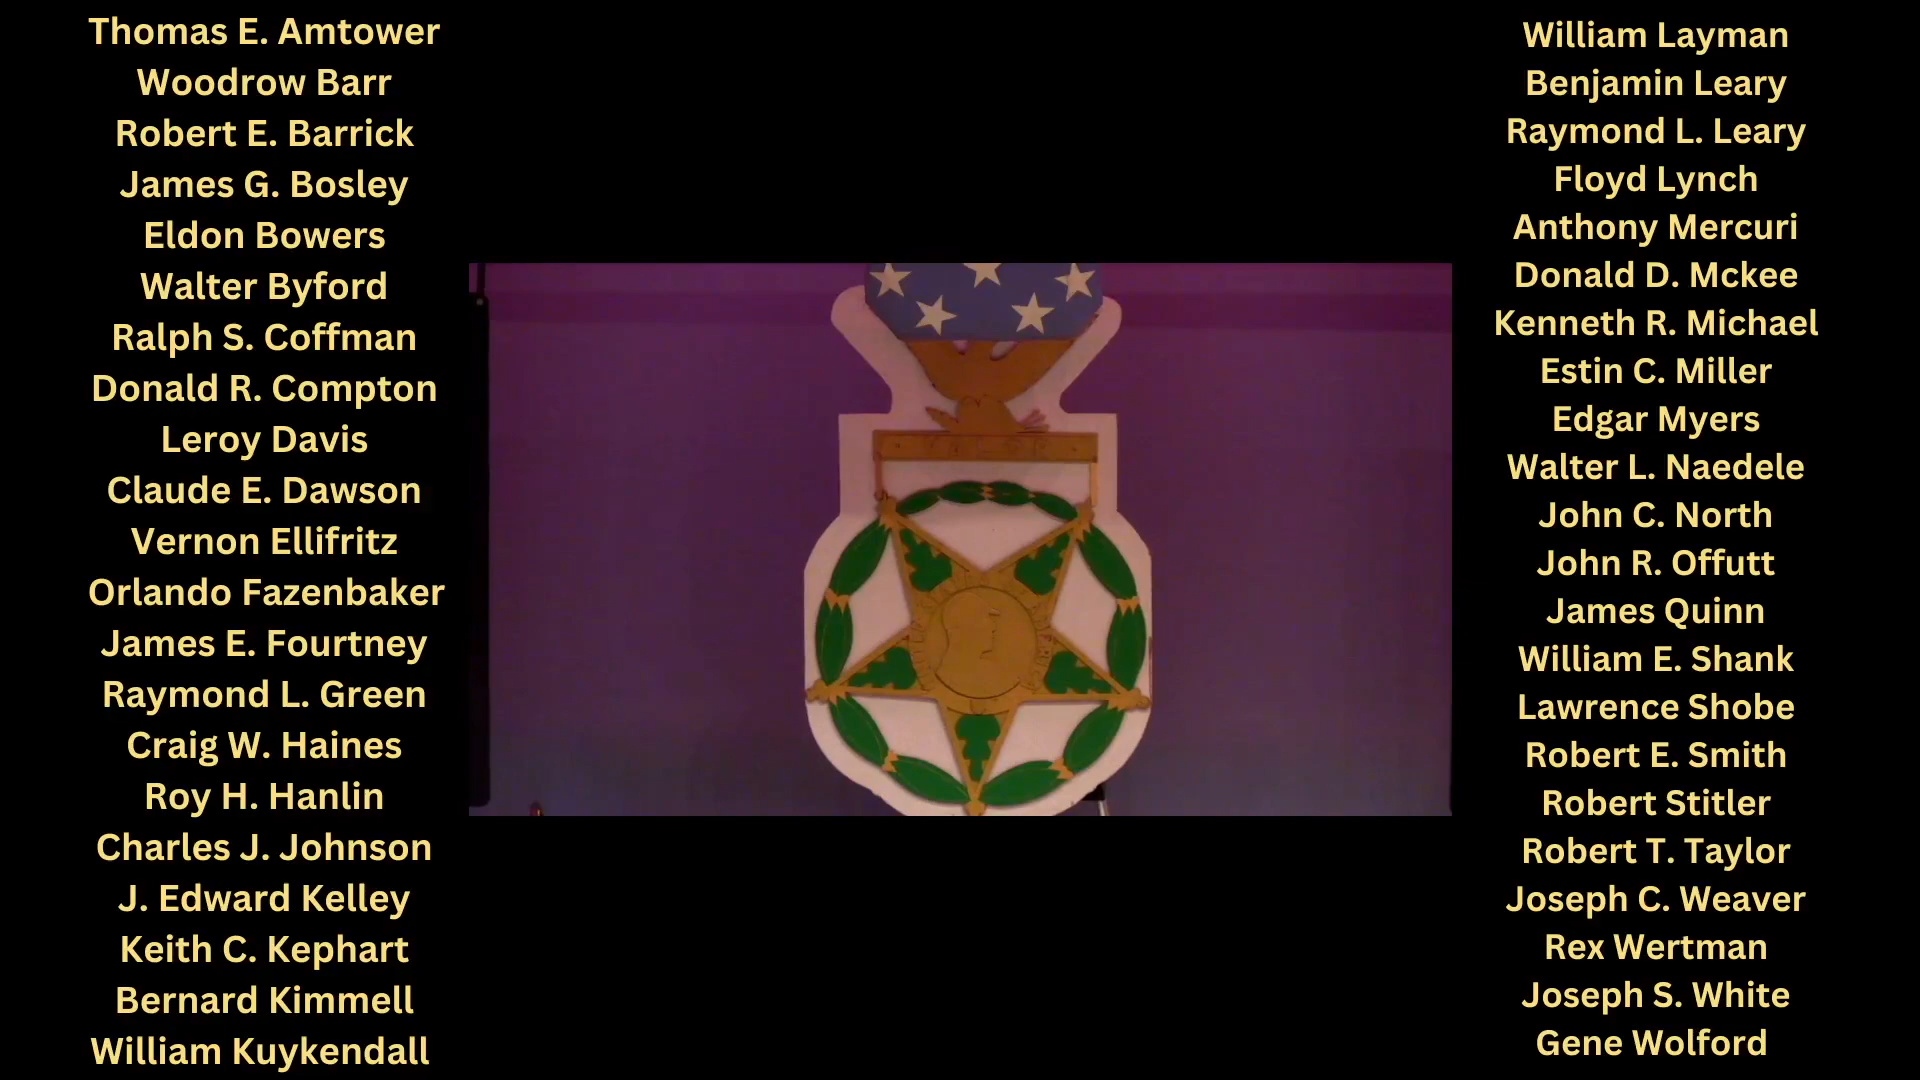 Thomas E. Amtower
Woodrow Barr
Robert E. Barrick
James G. Bosley
Eldon Bowers
Walter Byford
Ralph S. Coffman
Donald R. Compton
Leroy Davis
Claude E. Dawson
Vernon Ellifritz
Orlando Fazenbaker
James E. Fourtney
Raymond L. Green
Craig W. Haines
Roy H. Hanlin
Charles J. Johnson
J. Edward Kelley
Keith C. Kephart
Bernard Kimmell
William Kuykendall
VALOR
William Layman
Benjamin Leary
Raymond L. Leary
Floyd Lynch
Anthony Mercuri
Donald D. Mckee
Kenneth R. Michael
Estin C. Miller
Edgar Myers
Walter L. Naedele
John C. North
John R. Offutt
James Quinn
William E. Shank
Lawrence Shobe
Robert E. Smith
Robert Stitler
Robert T. Taylor
Joseph C. Weaver
Rex Wertman
Joseph S. White
Gene Wolford